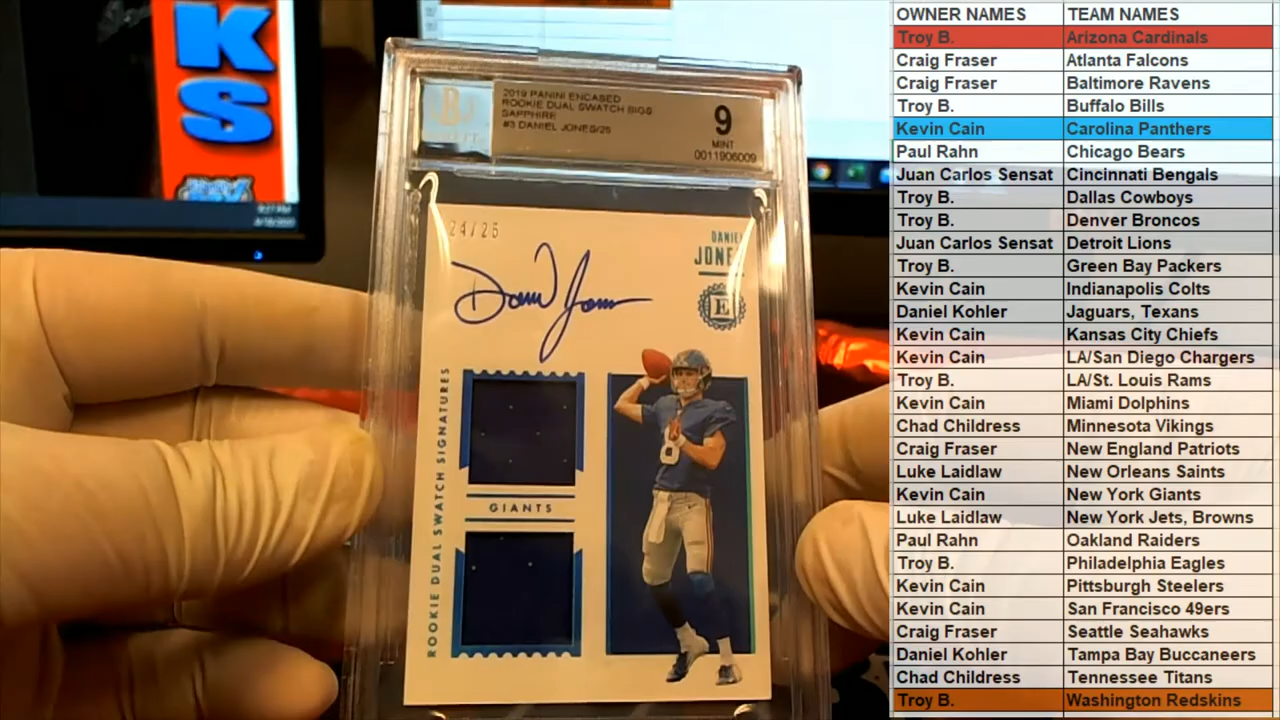 K
S
9:27 PM
2019 PANINI ENCASED
ROOKIE DUAL SWATCH SIGS
SAPPHIRE
#3 DANIEL JONES/25
9
MINT
0011906009
24/25
DANIEL
JONES
E
Daniel Jones
ROOKIE DUAL SWATCH SIGNATURES
GIANTS
8
OWNER NAMES TEAM NAMES
Troy B. Arizona Cardinals
Craig Fraser Atlanta Falcons
Craig Fraser Baltimore Ravens
Troy B. Buffalo Bills
Kevin Cain Carolina Panthers
Paul Rahn Chicago Bears
Juan Carlos Sensat Cincinnati Bengals
Troy B. Dallas Cowboys
Troy B. Denver Broncos
Juan Carlos Sensat Detroit Lions
Troy B. Green Bay Packers
Kevin Cain Indianapolis Colts
Daniel Kohler Jaguars, Texans
Kevin Cain Kansas City Chiefs
Kevin Cain LA/San Diego Chargers
Troy B. LA/St. Louis Rams
Kevin Cain Miami Dolphins
Chad Childress Minnesota Vikings
Craig Fraser New England Patriots
Luke Laidlaw New Orleans Saints
Kevin Cain New York Giants
Luke Laidlaw New York Jets, Browns
Paul Rahn Oakland Raiders
Troy B. Philadelphia Eagles
Kevin Cain Pittsburgh Steelers
Kevin Cain San Francisco 49ers
Craig Fraser Seattle Seahawks
Daniel Kohler Tampa Bay Buccaneers
Chad Childress Tennessee Titans
Troy B. Washington Redskins